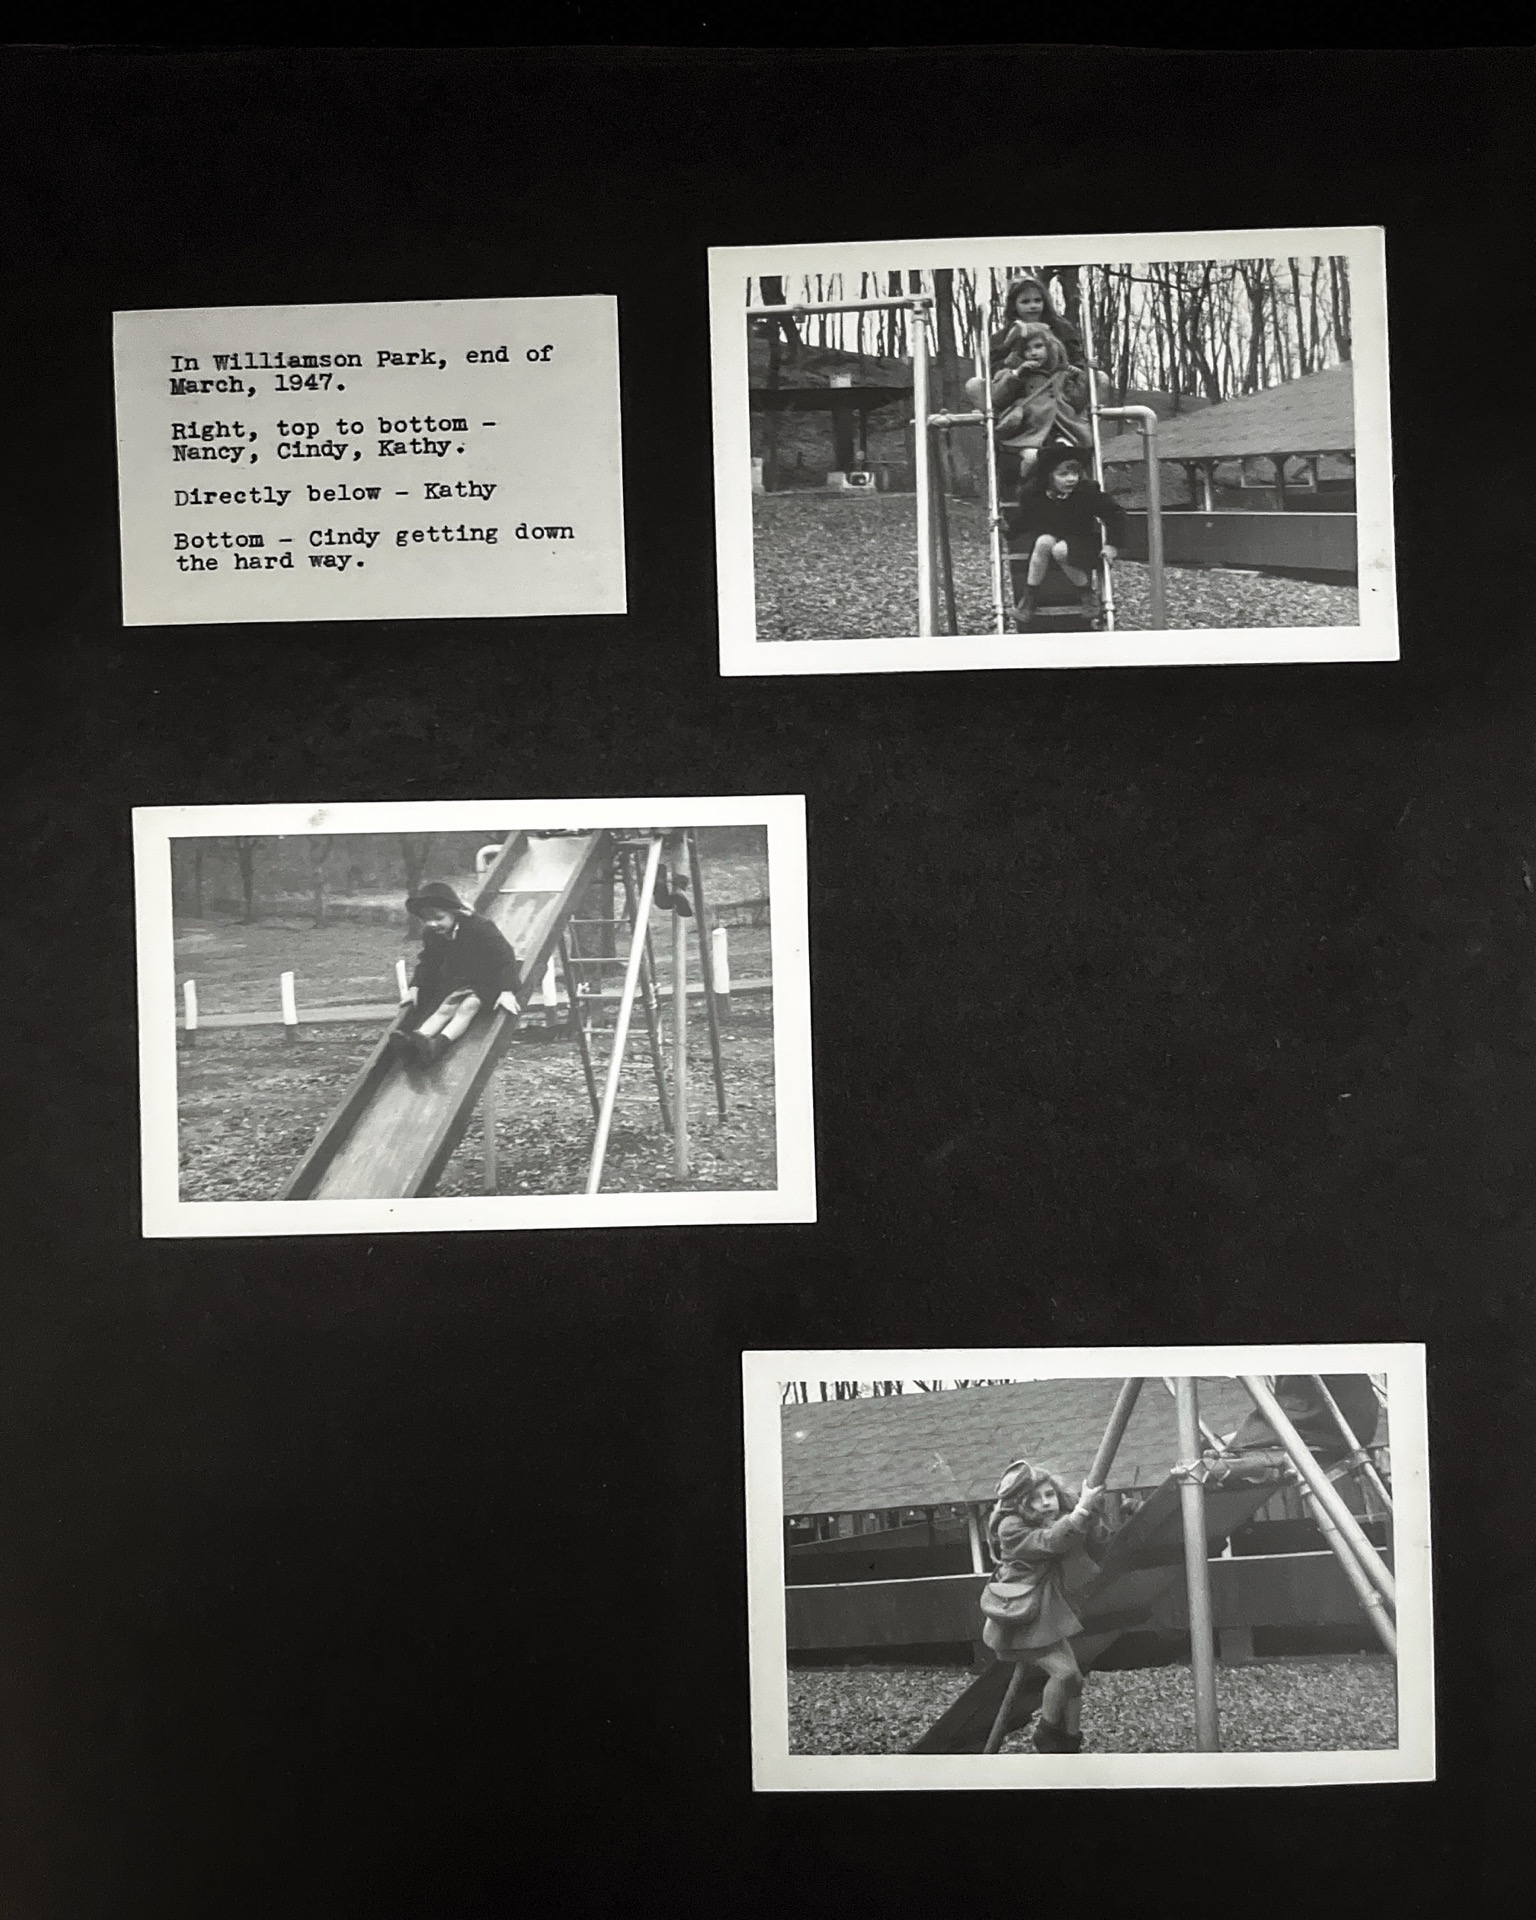 In Williamson Park, end of
March, 1947.
Right, top to bottom -
Nancy, Cindy, Kathy.
Directly below - Kathy
Bottom - Cindy getting down
the hard way.